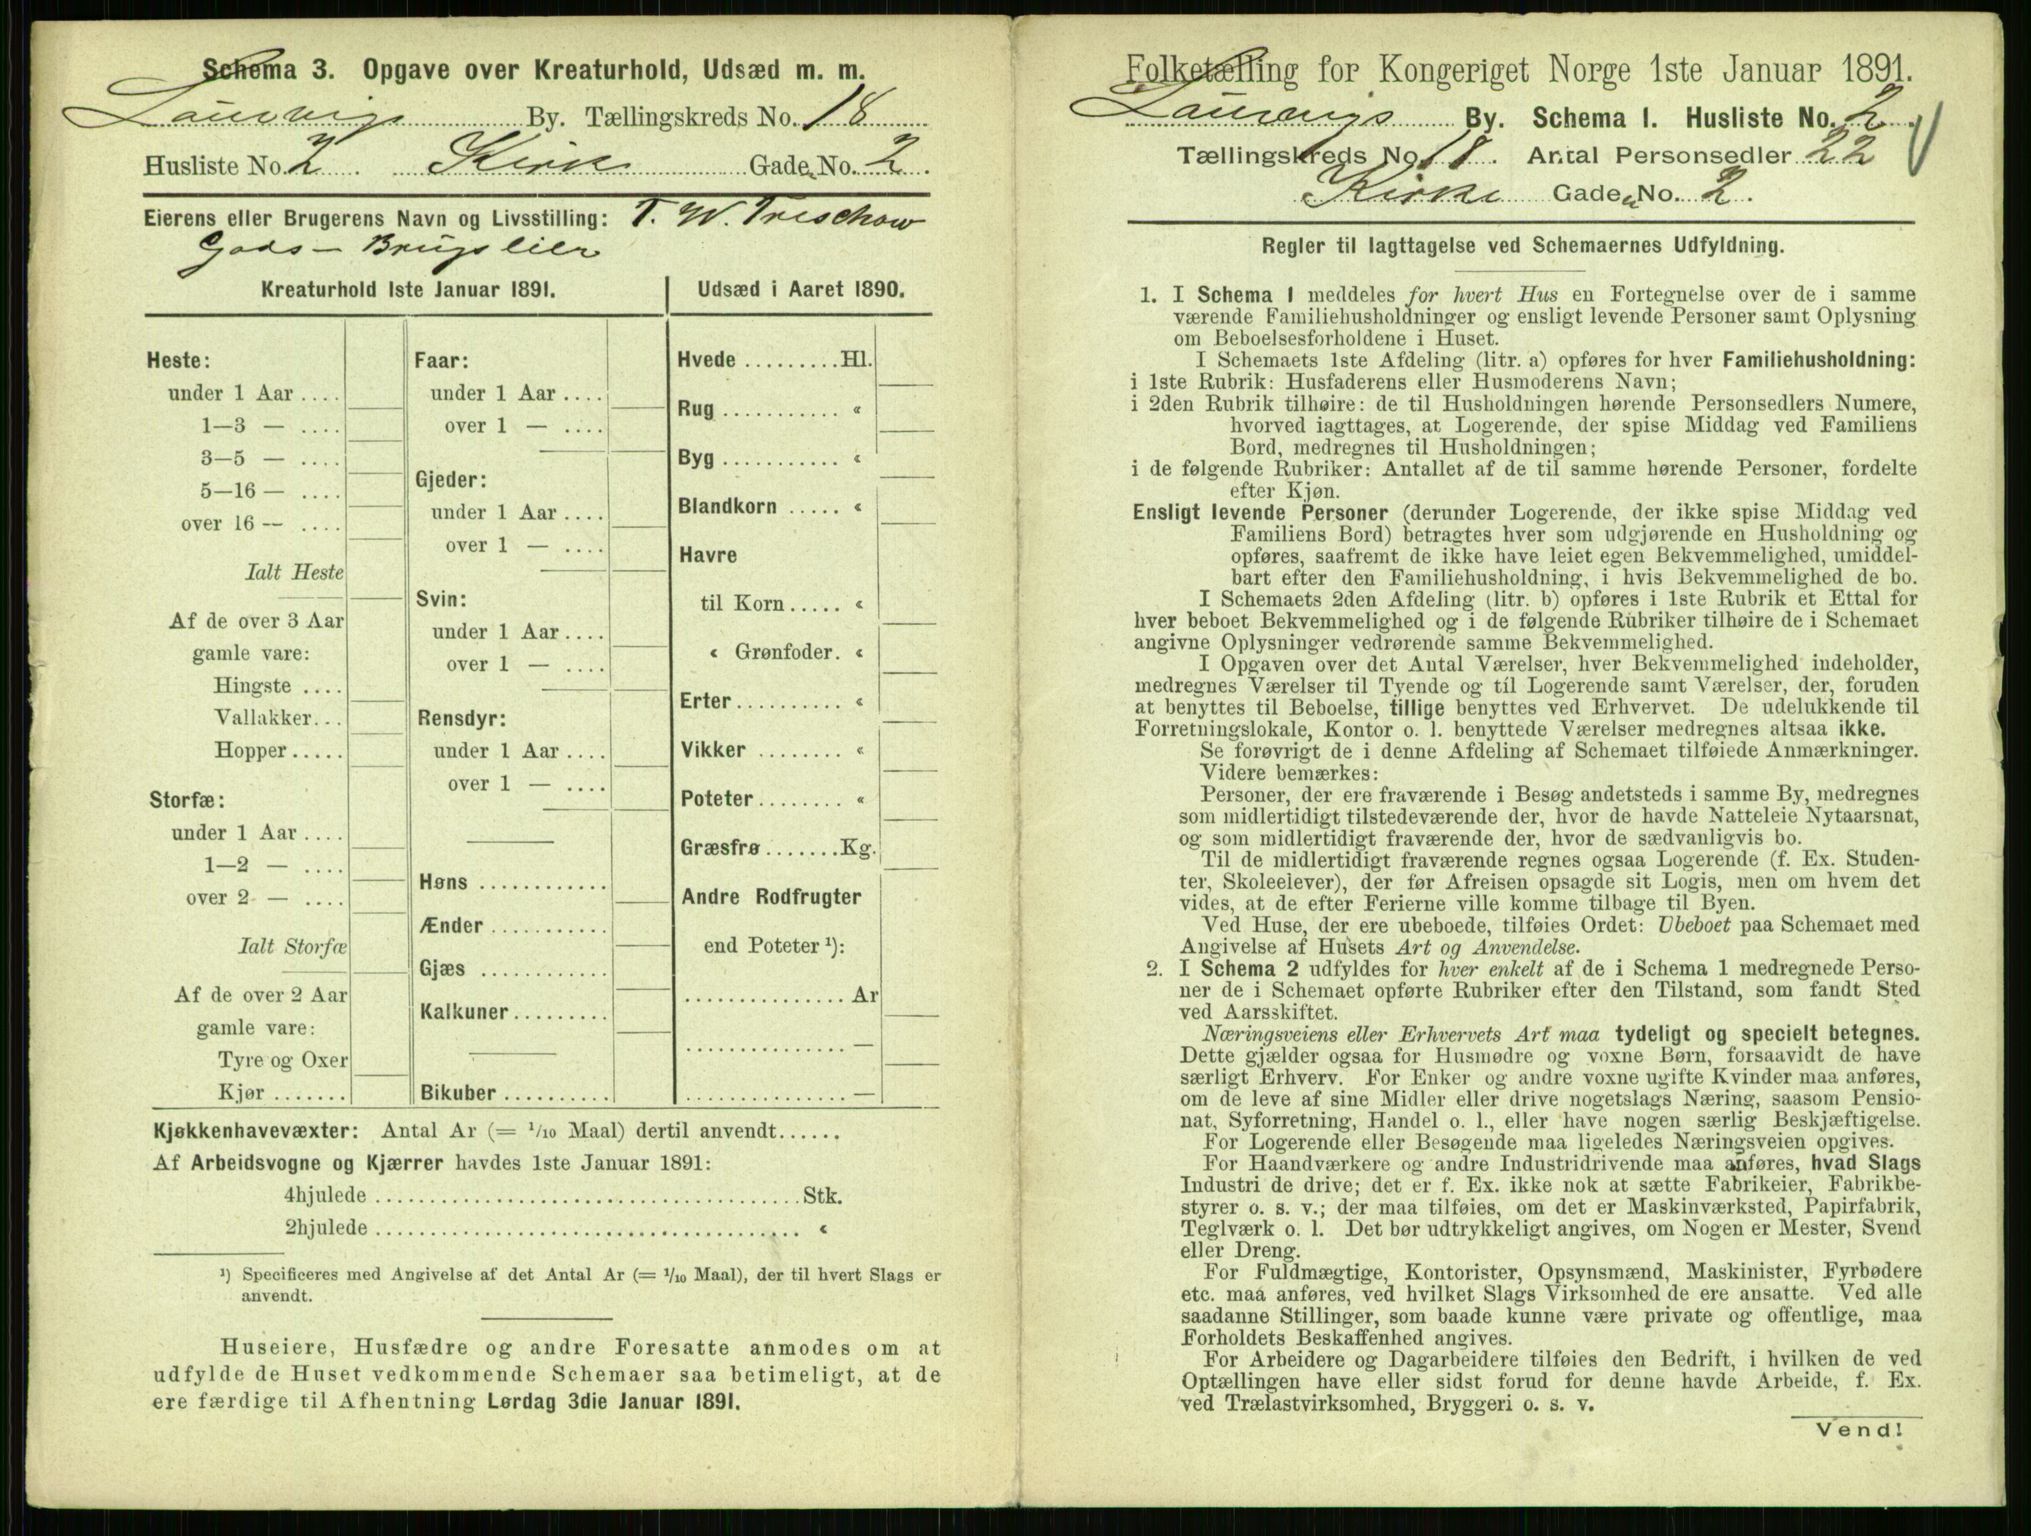 Schema 3. Opgave over Kreaturhold, Udsæd m. m.
Laurvigs By. Tællingskreds No. 18
Husliste No. 2 Kirke Gade No. 2.
Eierens eller Brugerens Navn og Livsstilling: T. W. Treschow
Gods- Brugseier
Kreaturhold 1ste Januar 1891.
Heste:
under 1 Aar ....
1—3 — ....
3—5 — ....
5—16 — ....
over 16 — ....
Ialt Heste
Af de over 3 Aar
gamle vare:
Hingste ....
Vallakker...
Hopper.....
Storfæ:
under 1 Aar ....
1—2 — ....
over 2 — ....
Ialt Storfæ
Af de over 2 Aar
gamle vare:
Tyre og Oxer
Kjør .......
Faar:
under 1 Aar ....
over 1 — ....
Gjeder:
under 1 Aar ....
over 1 — ....
Svin:
under 1 Aar ....
over 1 — ....
Rensdyr:
under 1 Aar ....
over 1 — ....
Høns ............
Ænder ...........
Gjæs ............
Kalkuner .........
Bikuber ..........
Udsæd i Aaret 1890.
Hvede .........Hl.
Rug ........... «
Byg ........... «
Blandkorn ..... «
Havre
til Korn ..... «
« Grønfoder. «
Erter .......... «
Vikker ........ «
Poteter ........ «
Græsfrø .......Kg.
Andre Rodfrugter
end Poteter ¹):
............... Ar
............... —
............... —
Kjøkkenhavevæxter: Antal Ar (= 1/10 Maal) dertil anvendt......
Af Arbeidsvogne og Kjærrer havdes 1ste Januar 1891:
4hjulede ..................................... Stk.
2hjulede ..................................... «
¹) Specificeres med Angivelse af det Antal Ar (= 1/10 Maal), der til hvert Slags er
anvendt.
Huseiere, Husfædre og andre Foresatte anmodes om at
udfylde de Huset vedkommende Schemaer saa betimeligt, at de
ere færdige til Afhentning Lørdag 3die Januar 1891.
Folketælling for Kongeriget Norge 1ste Januar 1891.
Laurvigs By. Schema 1. Husliste No. 2.
Tællingskreds No. 18. Antal Personsedler 22
Kirke Gade No. 2.
Regler til Iagttagelse ved Schemaernes Udfyldning.
1. I Schema 1 meddeles for hvert Hus en Fortegnelse over de i samme
værende Familiehusholdninger og ensligt levende Personer samt Oplysning
om Beboelsesforholdene i Huset.
I Schemaets 1ste Afdeling (litr. a) opføres for hver Familiehusholdning:
i 1ste Rubrik: Husfaderens eller Husmoderens Navn;
i 2den Rubrik tilhøire: de til Husholdningen hørende Personsedlers Numere,
hvorved iagttages, at Logerende, der spise Middag ved Familiens
Bord, medregnes til Husholdningen;
i de følgende Rubriker: Antallet af de til samme hørende Personer, fordelte
efter Kjøn.
Ensligt levende Personer (derunder Logerende, der ikke spise Middag ved
Familiens Bord) betragtes hver som udgjørende en Husholdning og
opføres, saafremt de ikke have leiet egen Bekvemmelighed, umiddel-
bart efter den Familiehusholdning, i hvis Bekvemmelighed de bo.
I Schemaets 2den Afdeling (litr. b) opføres i 1ste Rubrik et Ettal for
hver beboet Bekvemmelighed og i de følgende Rubriker tilhøire de i Schemaet
angivne Oplysninger vedrørende samme Bekvemmelighed.
I Opgaven over det Antal Værelser, hver Bekvemmelighed indeholder,
medregnes Værelser til Tyende og til Logerende samt Værelser, der, foruden
at benyttes til Beboelse, tillige benyttes ved Erhvervet. De udelukkende til
Forretningslokale, Kontor o. l. benyttede Værelser medregnes altsaa ikke.
Se forøvrigt de i denne Afdeling af Schemaet tilføiede Anmærkninger.
Videre bemærkes:
Personer, der ere fraværende i Besøg andetsteds i samme By, medregnes
som midlertidigt tilstedeværende der, hvor de havde Natteleie Nytaarsnat,
og som midlertidigt fraværende der, hvor de sædvanligvis bo.
Til de midlertidigt fraværende regnes ogsaa Logerende (f. Ex. Studen-
ter, Skoleelever), der før Afreisen opsagde sit Logis, men om hvem det
vides, at de efter Ferierne ville komme tilbage til Byen.
Ved Huse, der ere ubeboede, tilføies Ordet: Ubeboet paa Schemaet med
Angivelse af Husets Art og Anvendelse.
2. I Schema 2 udfyldes for hver enkelt af de i Schema 1 medregnede Perso-
ner de i Schemaet opførte Rubriker efter den Tilstand, som fandt Sted
ved Aarsskiftet.
Næringsveiens eller Erhvervets Art maa tydeligt og specielt betegnes.
Dette gjælder ogsaa for Husmødre og voxne Børn, forsaavidt de have
særligt Erhverv. For Enker og andre voxne ugifte Kvinder maa anføres,
om de leve af sine Midler eller drive nogetslags Næring, saasom Pensio-
nat, Syforretning, Handel o. l., eller have nogen særlig Beskjæftigelse.
For Logerende eller Besøgende maa ligeledes Næringsveien opgives.
For Haandværkere og andre Industridrivende maa anføres, hvad Slags
Industri de drive; det er f. Ex. ikke nok at sætte Fabrikeier, Fabrikbe-
styrer o. s. v.; der maa tilføies, om det er Maskinværksted, Papirfabrik,
Teglværk o. l. Det bør udtrykkeligt angives, om Nogen er Mester, Svend
eller Dreng.
For Fuldmægtige, Kontorister, Opsynsmænd, Maskinister, Fyrbødere
etc. maa anføres, ved hvilket Slags Virksomhed de ere ansatte. Ved alle
saadanne Stillinger, som baade kunne være private og offentlige, maa
Forholdets Beskaffenhed angives.
For Arbeidere og Dagarbeidere tilføies den Bedrift, i hvilken de ved
Optællingen have eller sidst forud for denne havde Arbeide, f. Ex.
ved Trælastvirksomhed, Bryggeri o. s. v.
Vend!